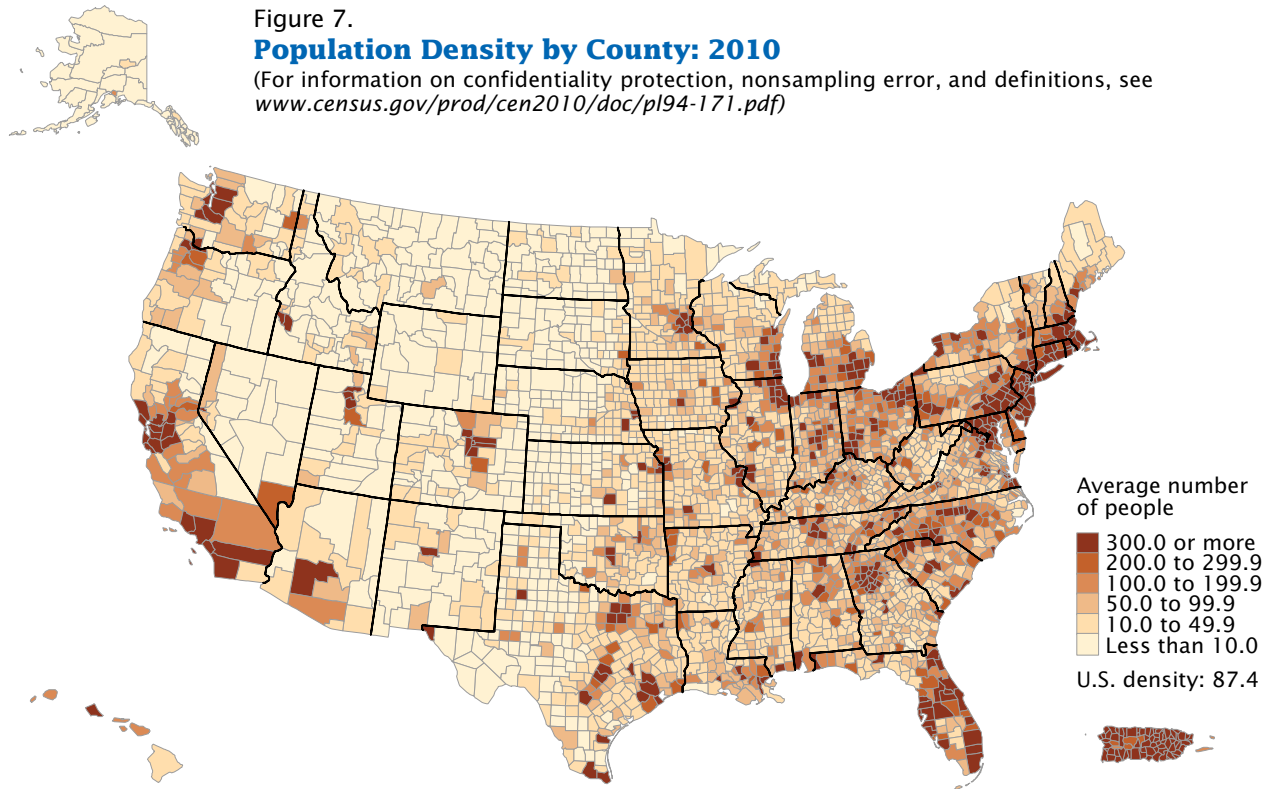 Figure 7.
Population Density by County: 2010
(For information on confidentiality protection, nonsampling error, and definitions, see
www.census.gov/prod/cen2010/doc/pl94-171.pdf)
Average number
of people
300.0 or more
200.0 to 299.9
100.0 to 199.9
50.0 to 99.9
10.0 to 49.9
Less than 10.0
U.S. density: 87.4